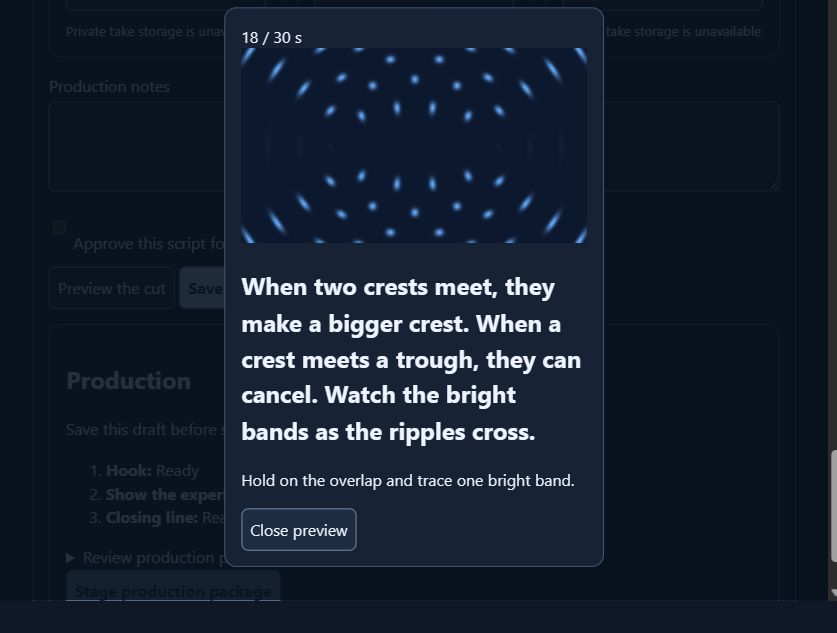 18 / 30 s
Private take storage is unav
take storage is unavailable
Production notes
When two crests meet, they
make a bigger crest. When a
crest meets a trough, they can
cancel. Watch the bright
bands as the ripples cross.
Hold on the overlap and trace one bright band.
Close preview
Approve this script fo
Preview the cut
Save
Production
Save this draft before
1. Hook: Ready
2. Show the exper
3. Closing line: Rea
Review production p
Stage production package